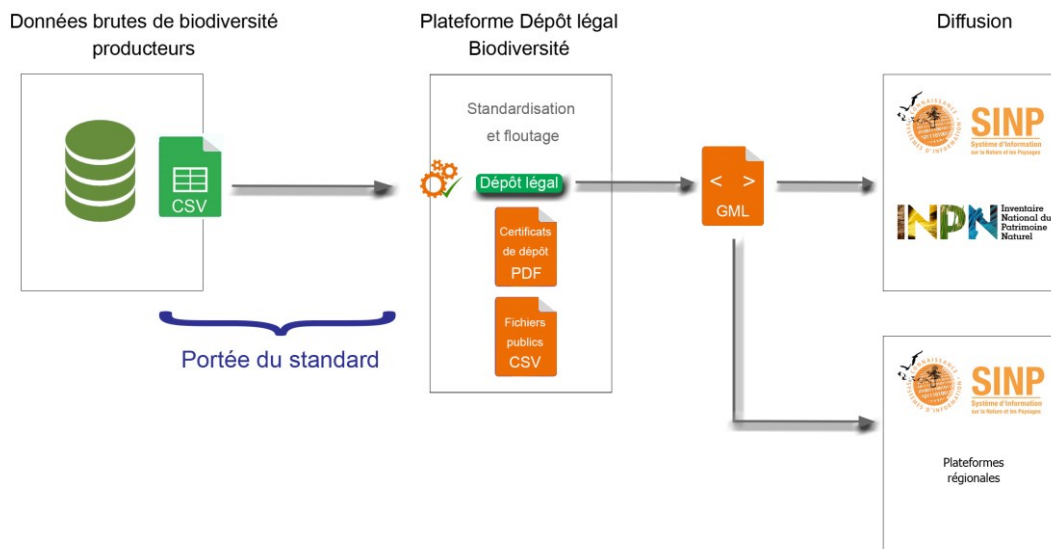 Données brutes de biodiversité
producteurs
CSV
Portée du standard
Plateforme Dépôt légal
Biodiversité
Standardisation
et floutage
Dépôt légal
Certificats
de dépôt
PDF
Fichiers
publics
CSV
< >
GML
Diffusion
SINP
Système d'Information
sur la Nature et les Paysages
INPN
Inventaire
National du
Patrimoine
Naturel
SINP
Système d'Information
sur la Nature et les Paysages
Plateformes
régionales